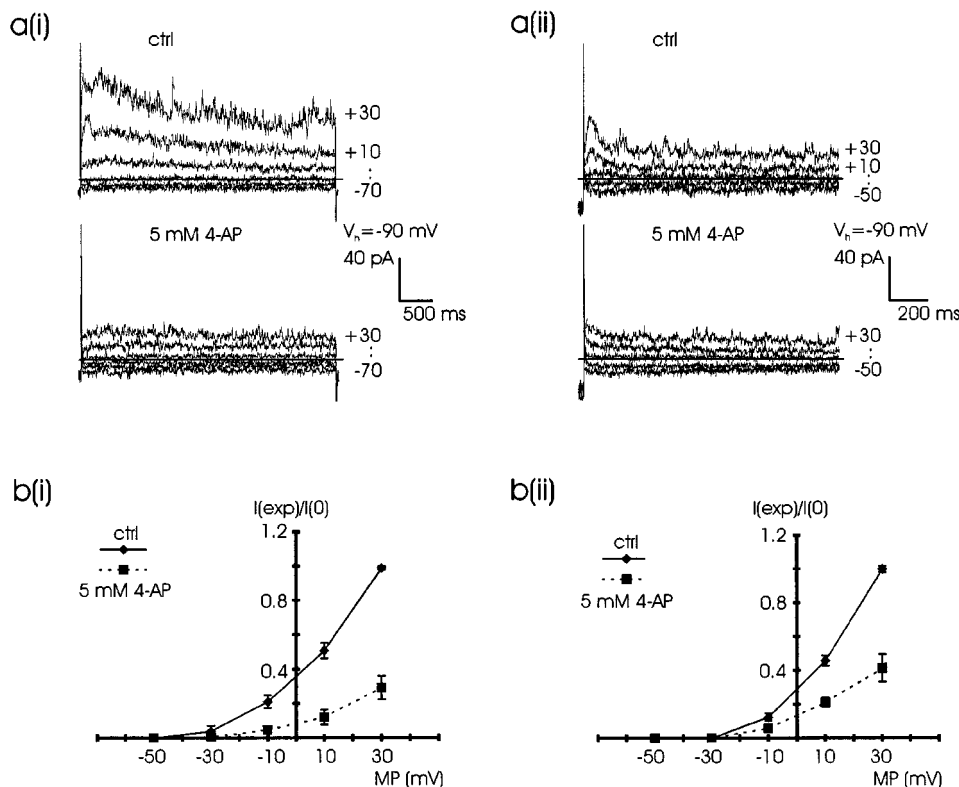 a(i)
ctrl
+30
+10
:
-70
5 mM 4-AP
Vh=-90 mV
40 pA
500 ms
+30
:
-70
a(ii)
ctrl
+30
+10
:
-50
5 mM 4-AP
Vh=-90 mV
40 pA
200 ms
+30
:
-50
b(i)
I(exp)/I(0)
ctrl
5 mM 4-AP
1.2
0.8
0.4
-50 -30 -10 10 30
MP (mV)
b(ii)
I(exp)/I(0)
ctrl
5 mM 4-AP
1.2
0.8
0.4
-50 -30 -10 10 30
MP (mV)